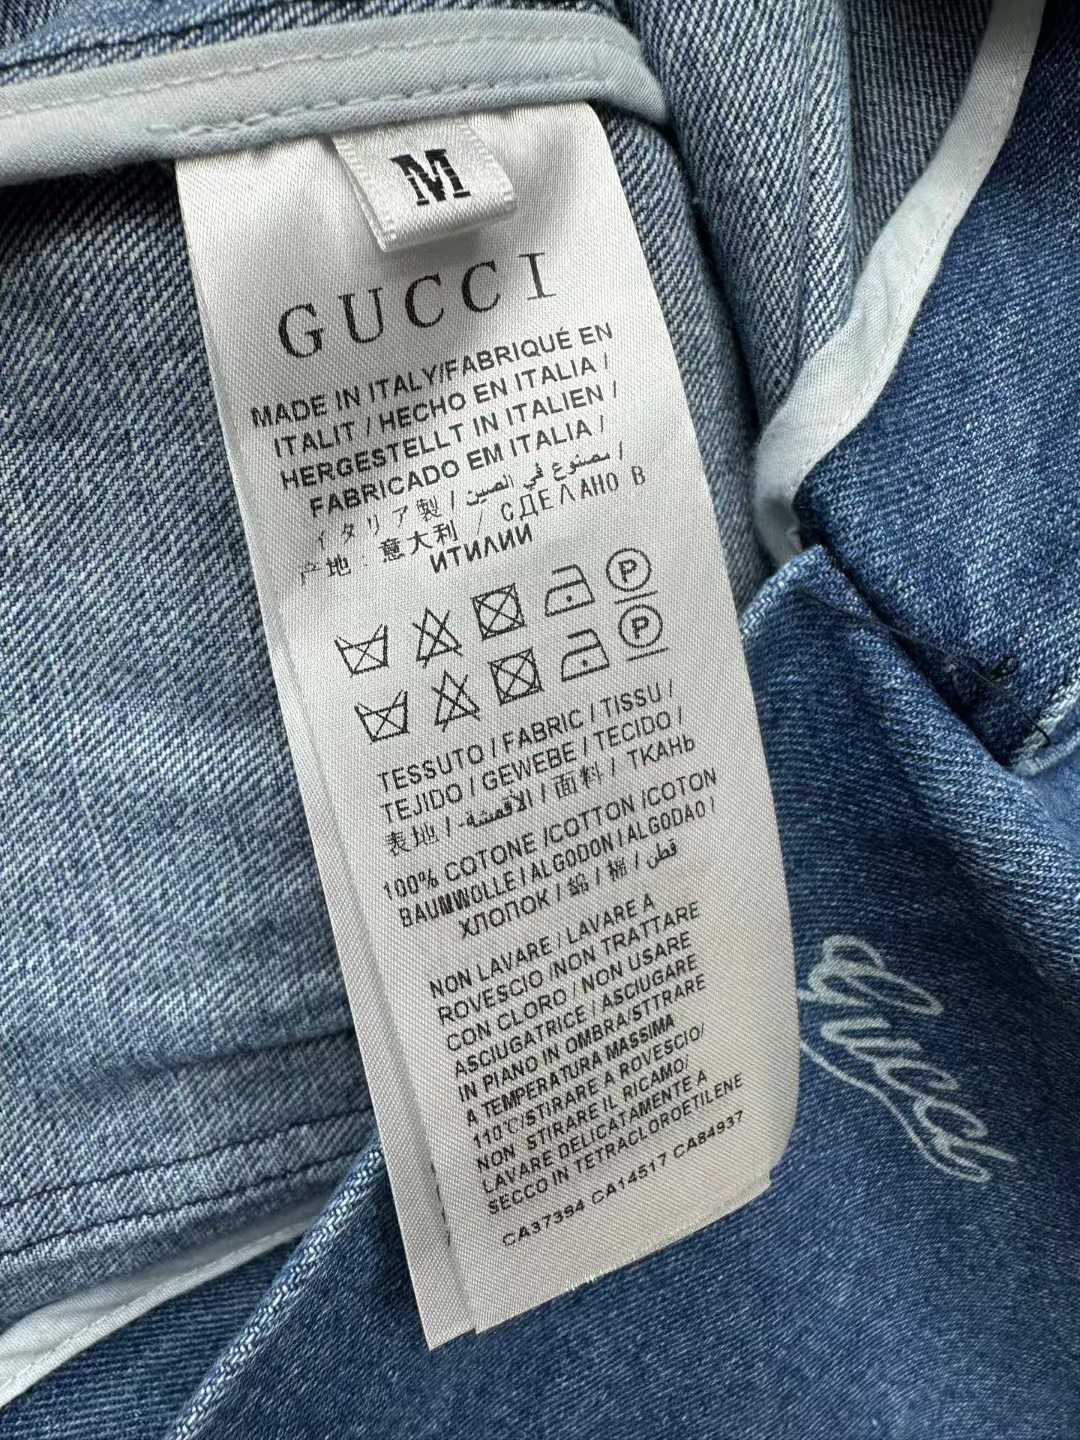 M
GUCCI
MADE IN ITALY/FABRIQUÉ EN
ITALIT / HECHO EN ITALIA /
HERGESTELLT IN ITALIEN /
FABRICADO EM ITALIA /
イタリア製 / مصنوع في الصين /
产地：意大利 / СДЕЛАНО В
ИТИЛИИ
P
P
TESSUTO / FABRIC / TISSU /
TEJIDO / GEWEBE / TECIDO /
表地 / الأقمشة- / 面料 / ТКАНЬ
100% COTONE /COTTON /COTON
BAUMWOLLE / ALGODON / ALGODAO /
ХЛОПОК / 綿 / 棉 / قطن
NON LAVARE / LAVARE A
ROVESCIO /NON TRATTARE
CON CLORO / NON USARE
ASCIUGATRICE / ASCIUGARE
IN PIANO IN OMBRA/STTRARE
A TEMPERATURA MASSIMA
110℃/STIRARE A ROVESCIO/
NON STIRARE IL RICAMO/
LAVARE DELICATAMENTE A
SECCO IN TETRACLOROETILENE
CA37394 CA14517 CA84937
Gucci